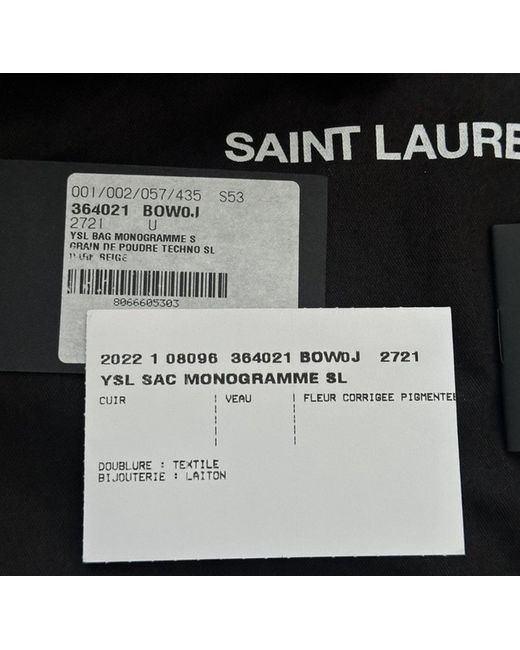 SAINT LAURE
001/002/057/435 S53
364021 BOW0J
2721 U
YSL BAG MONOGRAMME S
GRAIN DE POUDRE TECHNO SL
DARK BEIGE
8066605303
2022 1 08096 364021 BOW0J 2721
YSL SAC MONOGRAMME SL
CUIR | VEAU | FLEUR CORRIGEE PIGMENTEE
DOUBLURE : TEXTILE
BIJOUTERIE : LAITON